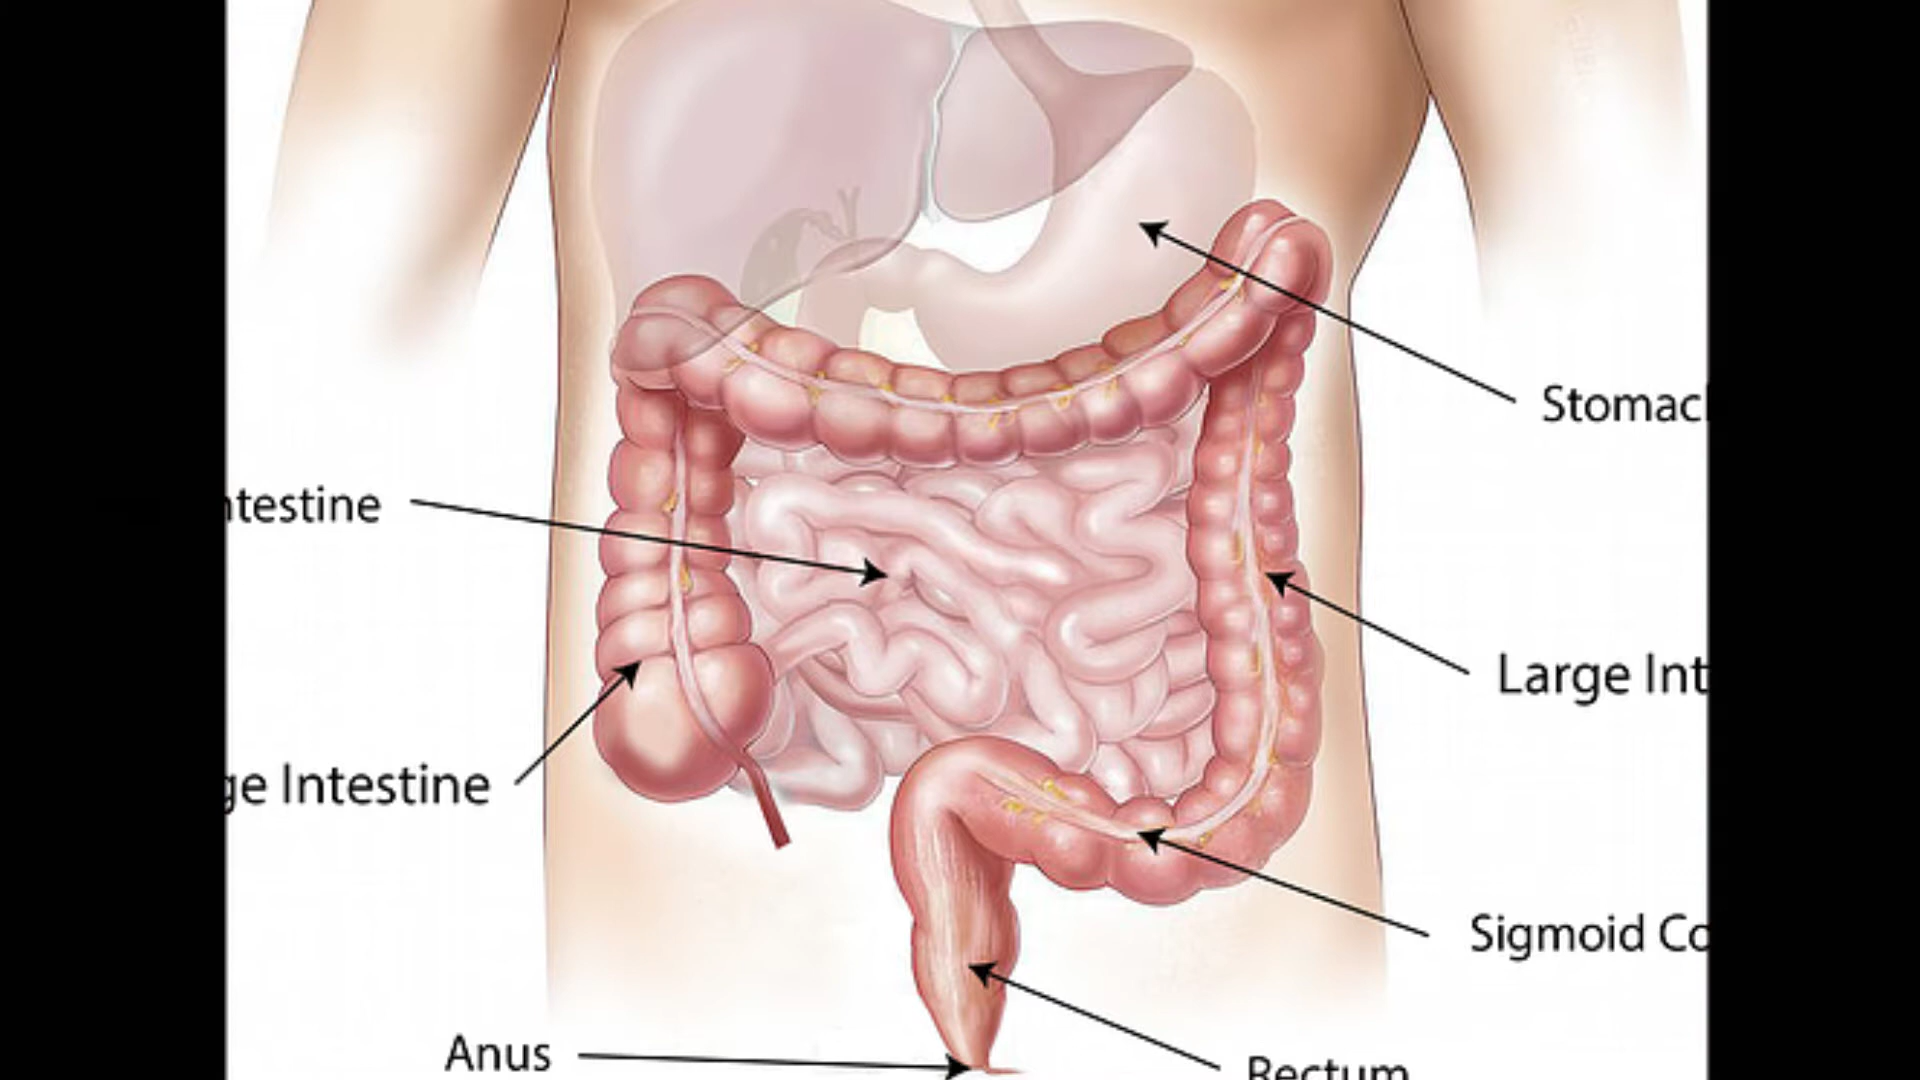 Stomac
ntestine
Large Int
ge Intestine
Sigmoid Co
Anus
Rectum